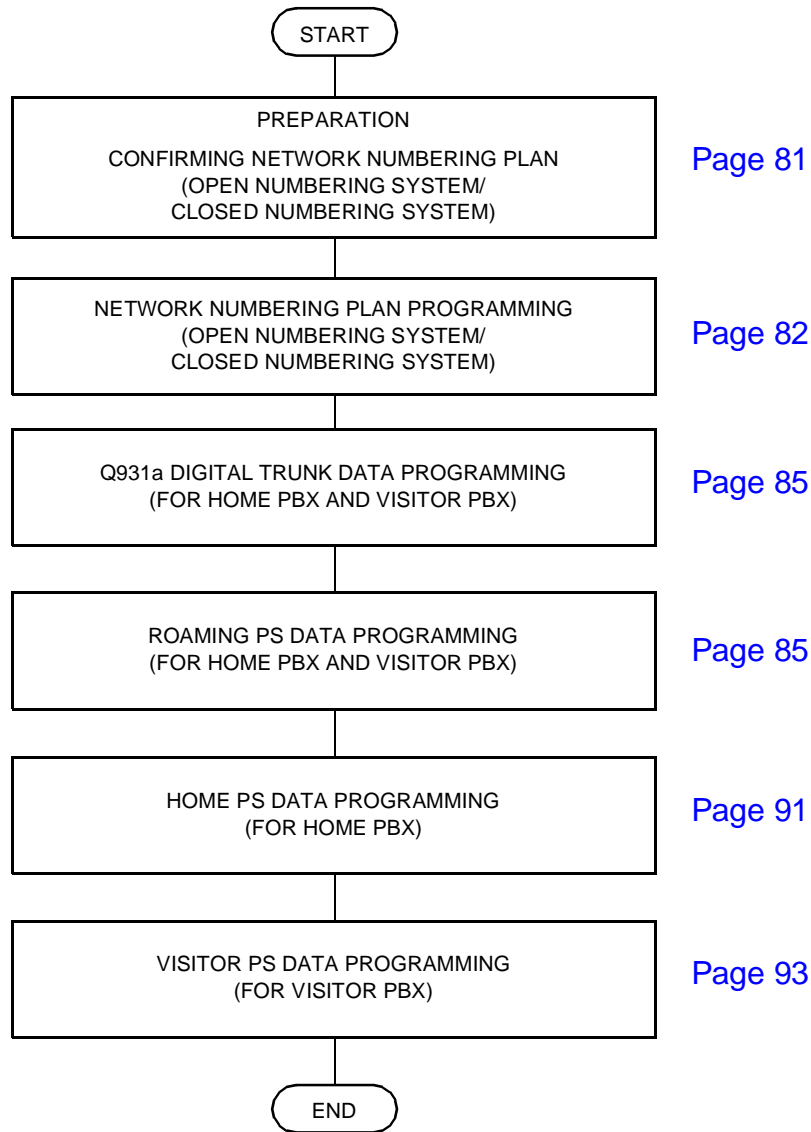 START
PREPARATION
CONFIRMING NETWORK NUMBERING PLAN
(OPEN NUMBERING SYSTEM/
CLOSED NUMBERING SYSTEM)
Page 81
NETWORK NUMBERING PLAN PROGRAMMING
(OPEN NUMBERING SYSTEM/
CLOSED NUMBERING SYSTEM)
Page 82
Q931a DIGITAL TRUNK DATA PROGRAMMING
(FOR HOME PBX AND VISITOR PBX)
Page 85
ROAMING PS DATA PROGRAMMING
(FOR HOME PBX AND VISITOR PBX)
Page 85
HOME PS DATA PROGRAMMING
(FOR HOME PBX)
Page 91
VISITOR PS DATA PROGRAMMING
(FOR VISITOR PBX)
Page 93
END